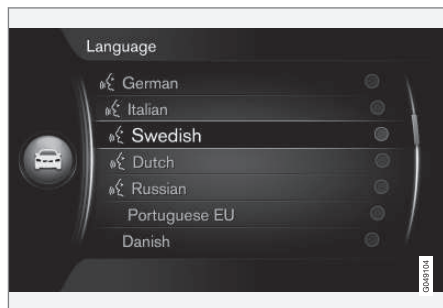 Language
German
Italian
Swedish
Dutch
Russian
Portuguese EU
Danish
G049104